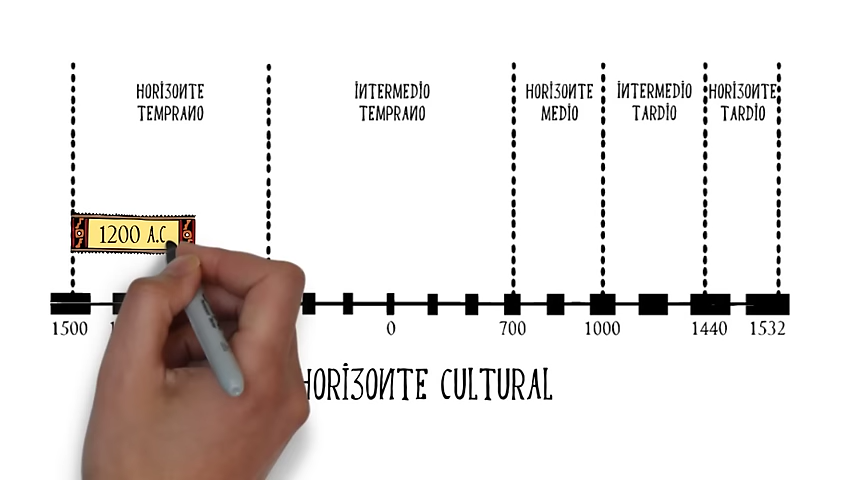 HORIZONTE
TEMPRANO
INTERMEDIO
TEMPRANO
HORIZONTE
MEDIO
INTERMEDIO
TARDIO
HORIZONTE
TARDIO
1200 A.C
1500
0
700
1000
1440
1532
HORIZONTE CULTURAL